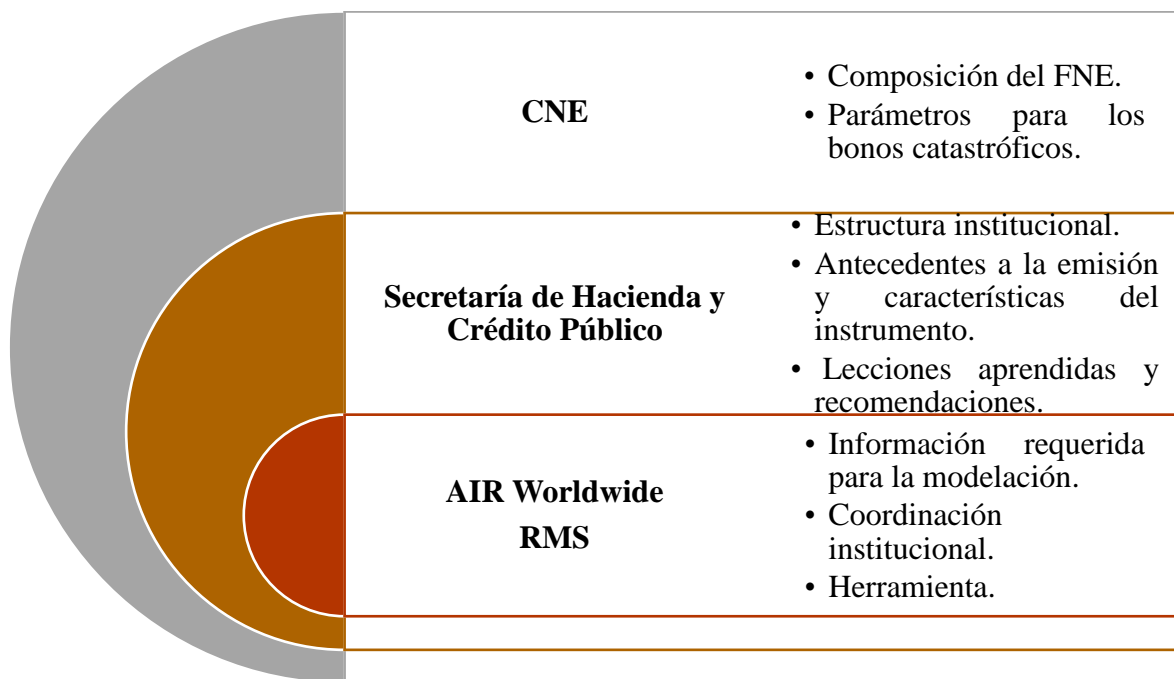 CNE
• Composición del FNE.
• Parámetros para los
bonos catastróficos.
Secretaría de Hacienda y
Crédito Público
• Estructura institucional.
• Antecedentes a la emisión
y características del
instrumento.
• Lecciones aprendidas y
recomendaciones.
AIR Worldwide
RMS
• Información requerida
para la modelación.
• Coordinación
institucional.
• Herramienta.